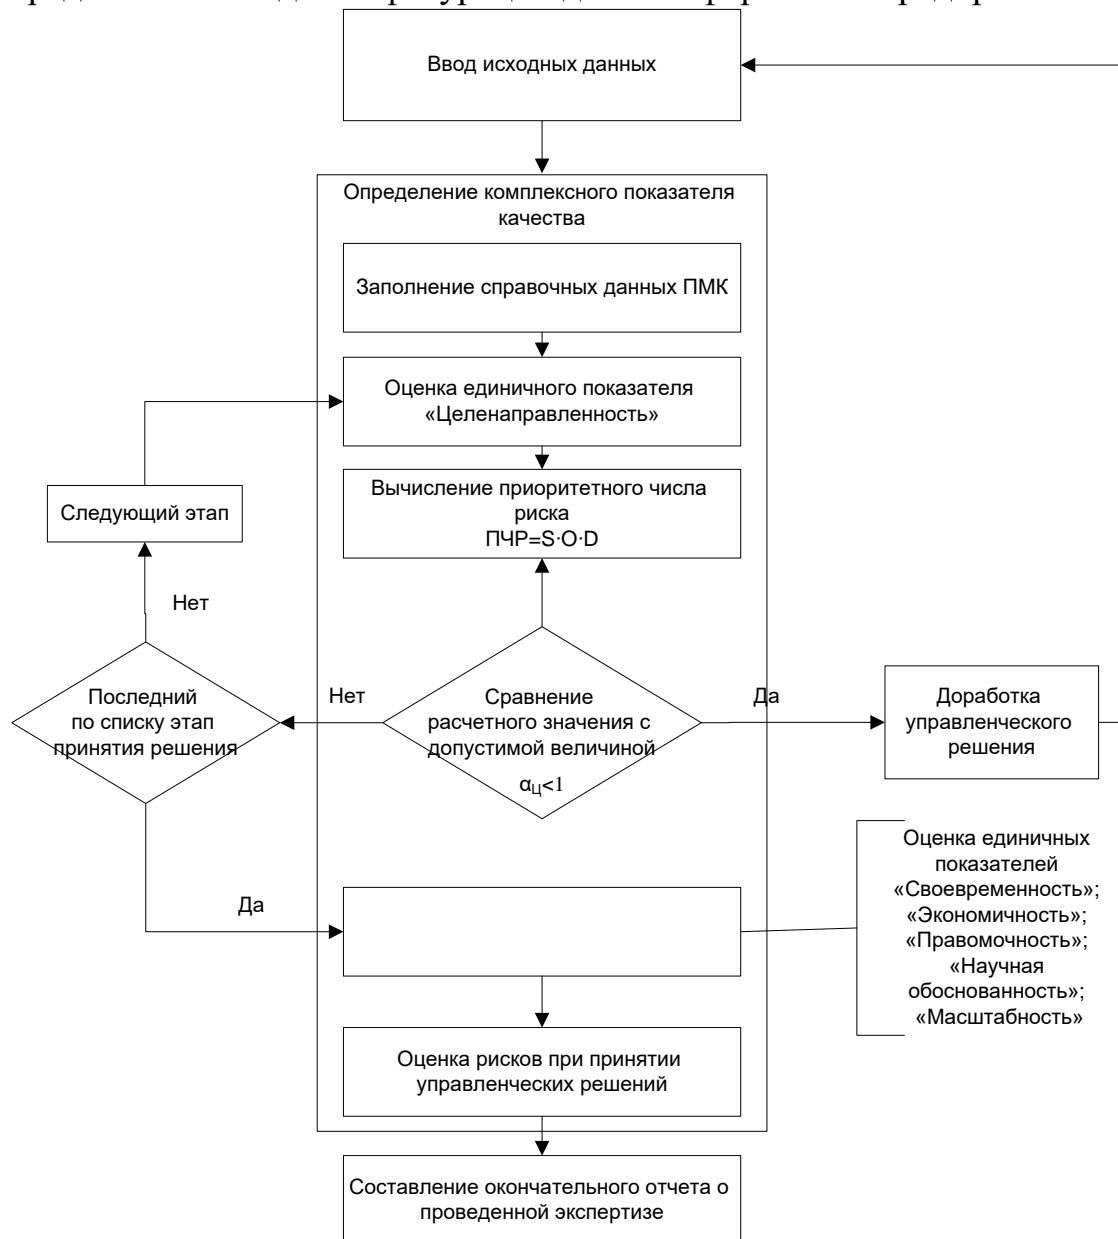 Ввод исходных данных
Определение комплексного показателя
качества
Заполнение справочных данных ПМК
Оценка единичного показателя
«Целенаправленность»
Вычисление приоритетного числа
риска
ПЧР=S·O·D
Следующий этап
Нет
Последний
по списку этап
принятия решения
Нет
Сравнение
расчетного значения с
допустимой величиной
αЦ<1
Да
Доработка
управленческого
решения
Да
Оценка единичных
показателей
«Своевременность»;
«Экономичность»;
«Правомочность»;
«Научная
обоснованность»;
«Масштабность»
Оценка рисков при принятии
управленческих решений
Составление окончательного отчета о
проведенной экспертизе